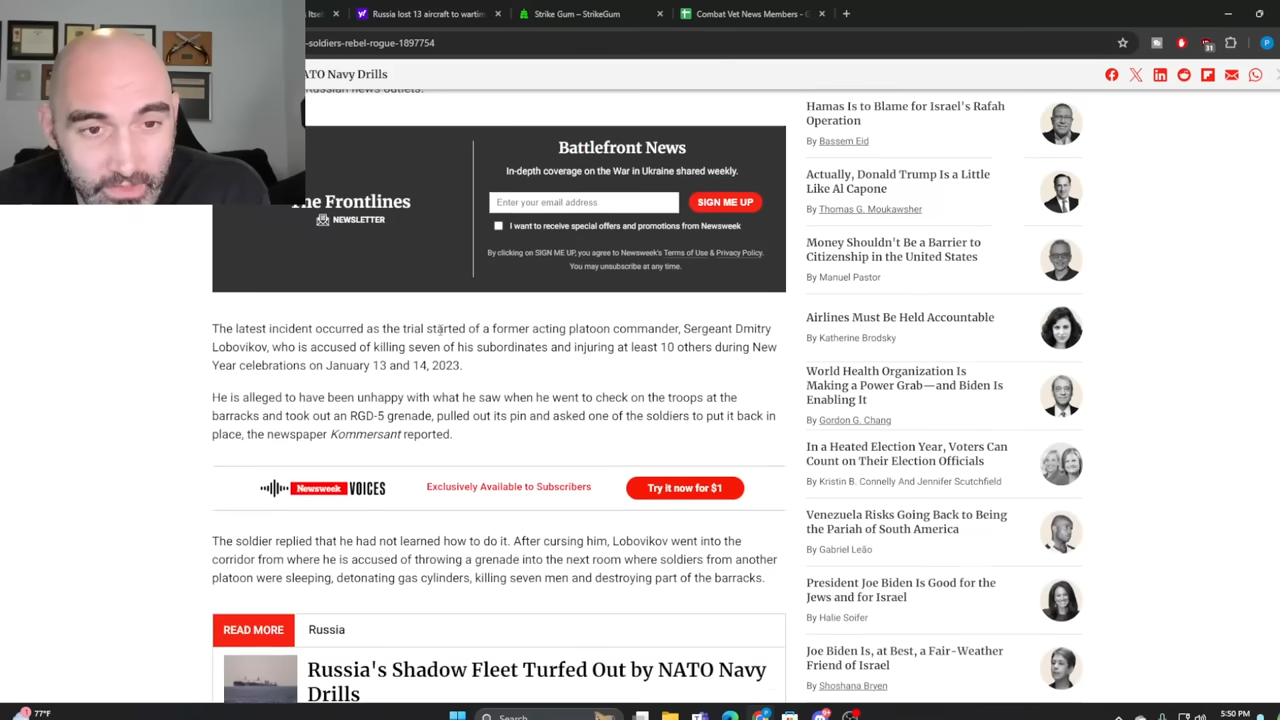 Russia lost 13 aircraft to wartim
Strike Gum – StrikeGum
Combat Vet News Members - G
-soldiers-rebel-rogue-1897754
ATO Navy Drills
31
P
Russian news outlets.
The Frontlines
NEWSLETTER
Battlefront News
In-depth coverage on the War in Ukraine shared weekly.
Enter your email address
SIGN ME UP
I want to receive special offers and promotions from Newsweek
By clicking on SIGN ME UP, you agree to Newsweek's Terms of Use & Privacy Policy.
You may unsubscribe at any time.
The latest incident occurred as the trial started of a former acting platoon commander, Sergeant Dmitry
Lobovikov, who is accused of killing seven of his subordinates and injuring at least 10 others during New
Year celebrations on January 13 and 14, 2023.
He is alleged to have been unhappy with what he saw when he went to check on the troops at the
barracks and took out an RGD-5 grenade, pulled out its pin and asked one of the soldiers to put it back in
place, the newspaper Kommersant reported.
Newsweek VOICES
Exclusively Available to Subscribers
Try it now for $1
The soldier replied that he had not learned how to do it. After cursing him, Lobovikov went into the
corridor from where he is accused of throwing a grenade into the next room where soldiers from another
platoon were sleeping, detonating gas cylinders, killing seven men and destroying part of the barracks.
READ MORE
Russia
Russia's Shadow Fleet Turfed Out by NATO Navy
Drills
Hamas Is to Blame for Israel's Rafah
Operation
By Bassem Eid
Actually, Donald Trump Is a Little
Like Al Capone
By Thomas G. Moukawsher
Money Shouldn't Be a Barrier to
Citizenship in the United States
By Manuel Pastor
Airlines Must Be Held Accountable
By Katherine Brodsky
World Health Organization Is
Making a Power Grab—and Biden Is
Enabling It
By Gordon G. Chang
In a Heated Election Year, Voters Can
Count on Their Election Officials
By Kristin B. Connelly And Jennifer Scutchfield
Venezuela Risks Going Back to Being
the Pariah of South America
By Gabriel Leão
President Joe Biden Is Good for the
Jews and for Israel
By Halie Soifer
Joe Biden Is, at Best, a Fair-Weather
Friend of Israel
By Shoshana Bryen
77°F
Search
5:50 PM